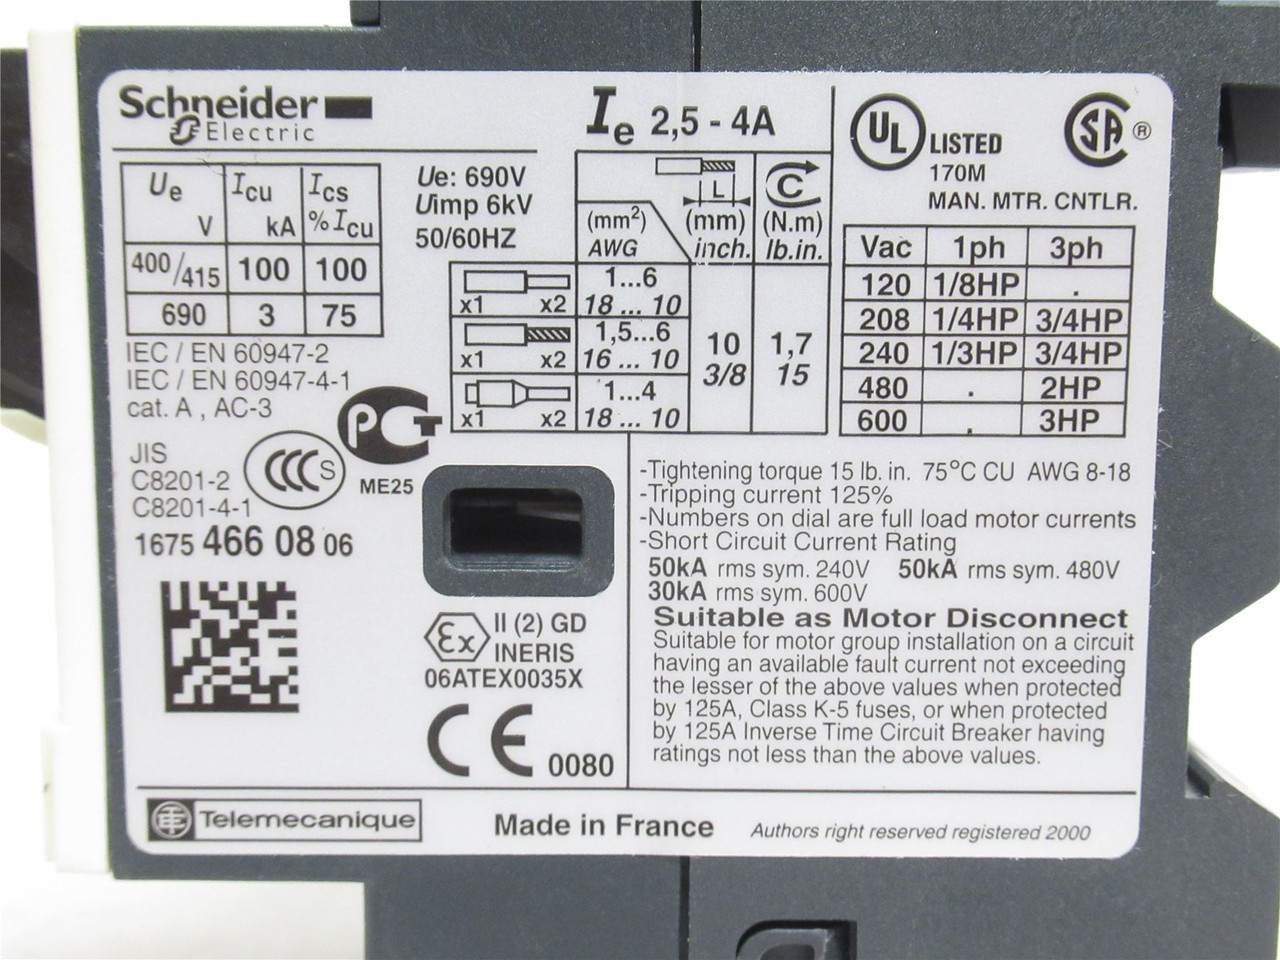 Schneider
Electric
Ie 2,5 - 4A
UL LISTED
170M
MAN. MTR. CNTLR.
SA ®
Ue V Icu kA Ics %Icu
400/415 100 100
690 3 75
Ue: 690V
Uimp 6kV
50/60HZ
L
(mm²) (mm) (N.m)
AWG inch. lb.in.
x1 x2 1...6
18 ... 10
x1 x2 1,5...6
16 ... 10
x1 x2 1...4
18 ... 10
10 1,7
3/8 15
Vac 1ph 3ph
120 1/8HP .
208 1/4HP 3/4HP
240 1/3HP 3/4HP
480 . 2HP
600 . 3HP
IEC / EN 60947-2
IEC / EN 60947-4-1
cat. A , AC-3
JIS
C8201-2
C8201-4-1
CCC S
РСТ
ME25
1675 466 08 06
Ex II (2) GD
INERIS
06ATEX0035X
CE 0080
-Tightening torque 15 lb. in. 75°C CU AWG 8-18
-Tripping current 125%
-Numbers on dial are full load motor currents
-Short Circuit Current Rating
50kA rms sym. 240V 50kA rms sym. 480V
30kA rms sym. 600V
Suitable as Motor Disconnect
Suitable for motor group installation on a circuit
having an available fault current not exceeding
the lesser of the above values when protected
by 125A, Class K-5 fuses, or when protected
by 125A Inverse Time Circuit Breaker having
ratings not less than the above values.
Telemecanique
Made in France
Authors right reserved registered 2000